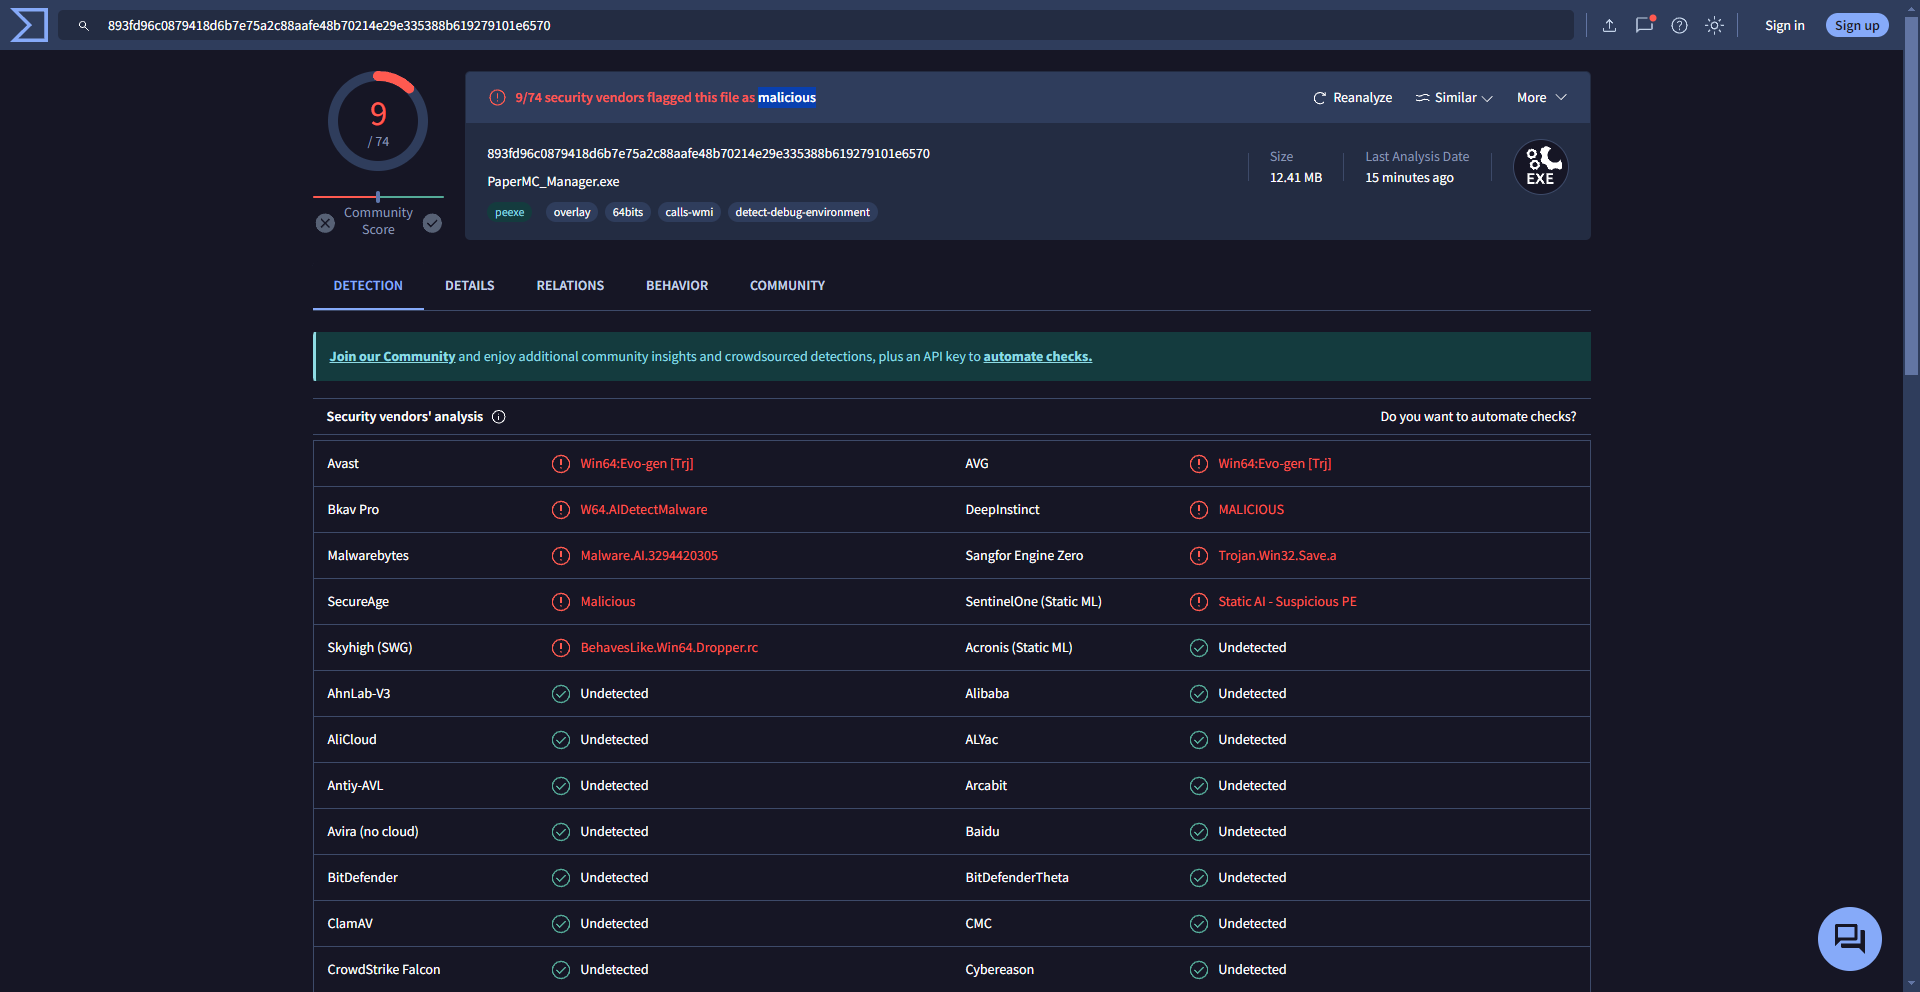 893fd96c0879418d6b7e75a2c88aafe48b70214e29e335388b619279101e6570
Sign in
Sign up
9
/ 74
Community
Score
9/74 security vendors flagged this file as malicious
Reanalyze
Similar
More
893fd96c0879418d6b7e75a2c88aafe48b70214e29e335388b619279101e6570
PaperMC_Manager.exe
peexe
overlay
64bits
calls-wmi
detect-debug-environment
Size
12.41 MB
Last Analysis Date
15 minutes ago
EXE
DETECTION
DETAILS
RELATIONS
BEHAVIOR
COMMUNITY
Join our Community and enjoy additional community insights and crowdsourced detections, plus an API key to automate checks.
Security vendors' analysis
Do you want to automate checks?
Avast
Win64:Evo-gen [Trj]
AVG
Win64:Evo-gen [Trj]
Bkav Pro
W64.AIDetectMalware
DeepInstinct
MALICIOUS
Malwarebytes
Malware.AI.3294420305
Sangfor Engine Zero
Trojan.Win32.Save.a
SecureAge
Malicious
SentinelOne (Static ML)
Static AI - Suspicious PE
Skyhigh (SWG)
BehavesLike.Win64.Dropper.rc
Acronis (Static ML)
Undetected
AhnLab-V3
Undetected
Alibaba
Undetected
AliCloud
Undetected
ALYac
Undetected
Antiy-AVL
Undetected
Arcabit
Undetected
Avira (no cloud)
Undetected
Baidu
Undetected
BitDefender
Undetected
BitDefenderTheta
Undetected
ClamAV
Undetected
CMC
Undetected
CrowdStrike Falcon
Undetected
Cybereason
Undetected